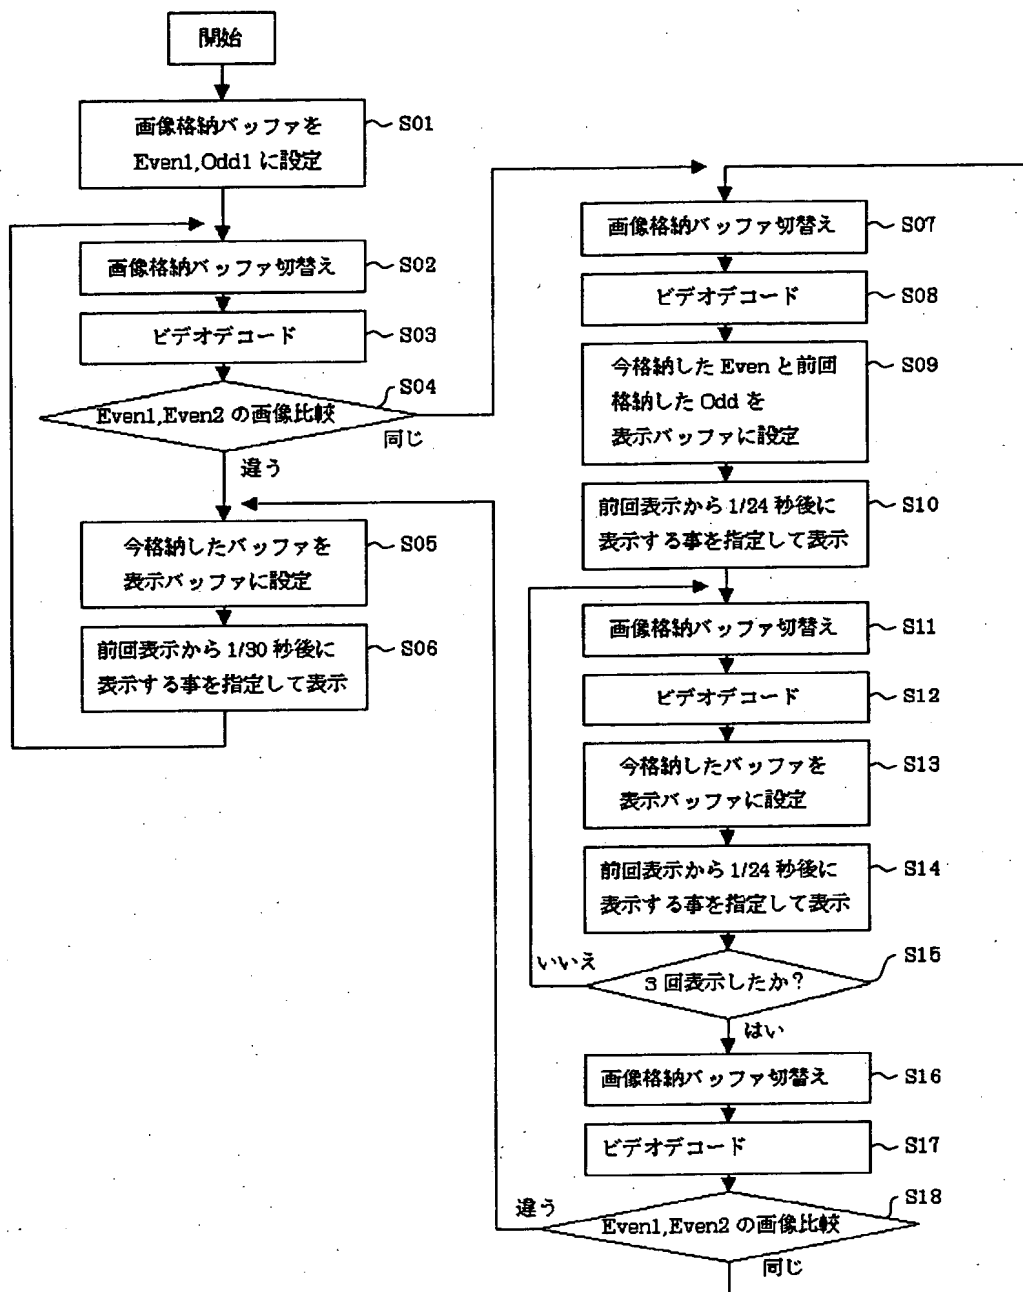 開始
画像格納バッファを
Even1,Odd1 に設定
S01
画像格納バッファ切替え
S02
ビデオデコード
S03
S04
Even1,Even2 の画像比較
同じ
違う
今格納したバッファを
表示バッファに設定
S05
前回表示から 1/30 秒後に
表示する事を指定して表示
S06
画像格納バッファ切替え
S07
ビデオデコード
S08
今格納した Even と前回
格納した Odd を
表示バッファに設定
S09
前回表示から 1/24 秒後に
表示する事を指定して表示
S10
画像格納バッファ切替え
S11
ビデオデコード
S12
今格納したバッファを
表示バッファに設定
S13
前回表示から 1/24 秒後に
表示する事を指定して表示
S14
いいえ
3 回表示したか?
S15
はい
画像格納バッファ切替え
S16
ビデオデコード
S17
違う
Even1,Even2 の画像比較
S18
同じ